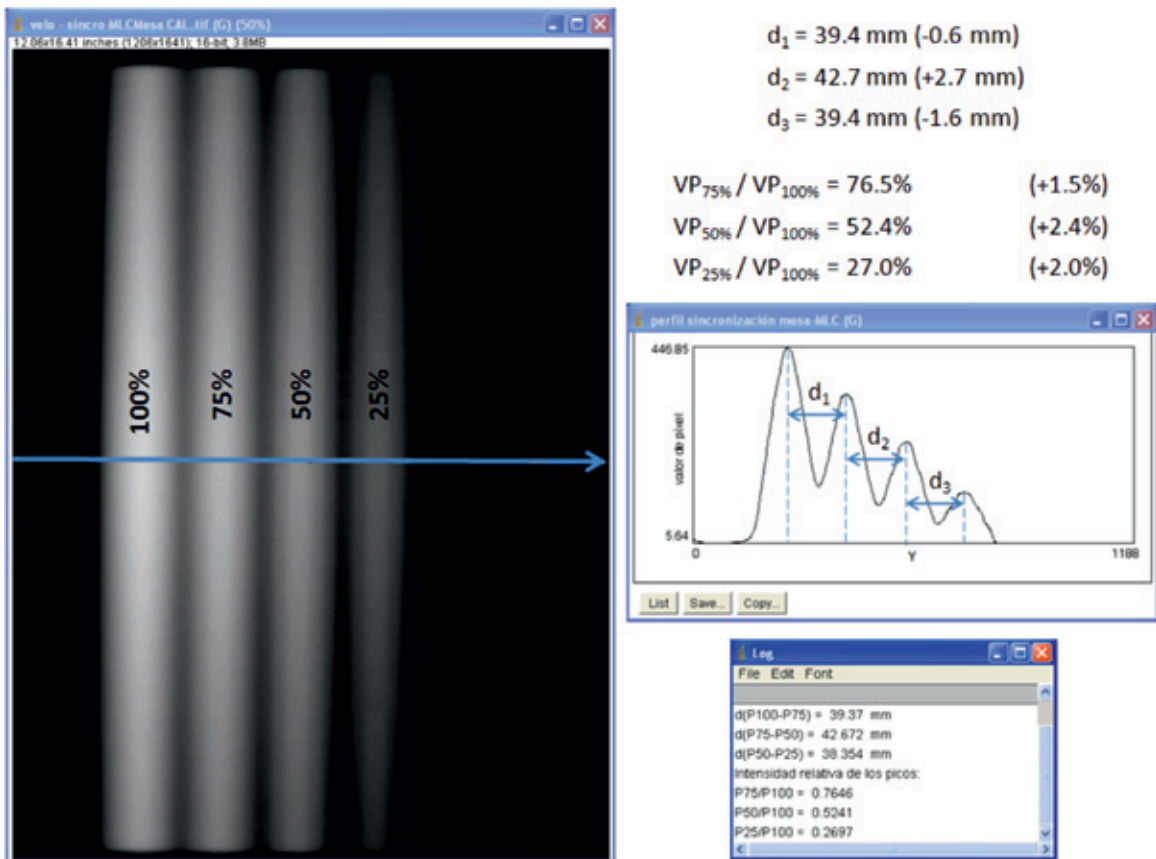 velo - sincro MLCMesa CAL.tif (G) (50%)
12.06x16.41 inches (1206x1641); 16-bit; 3.8MB
100%
75%
50%
25%
d1 = 39.4 mm (-0.6 mm)
d2 = 42.7 mm (+2.7 mm)
d3 = 39.4 mm (-1.6 mm)
VP75% / VP100% = 76.5% (+1.5%)
VP50% / VP100% = 52.4% (+2.4%)
VP25% / VP100% = 27.0% (+2.0%)
perfil sincronización mesa MLC (G)
446.85
valor de píxel
5.64
d1
d2
d3
0
Y
1188
List Save... Copy...
Log
File Edit Font
d(P100-P75) = 39.37 mm
d(P75-P50) = 42.672 mm
d(P50-P25) = 38.354 mm
Intensidad relativa de los picos:
P75/P100 = 0.7646
P50/P100 = 0.5241
P25/P100 = 0.2697